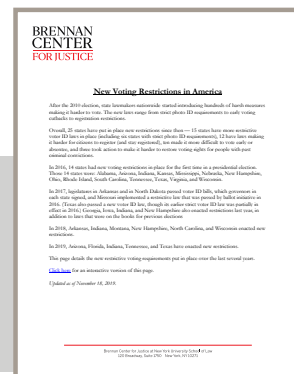 BRENNAN
CENTER
FOR JUSTICE
New Voting Restrictions in America
After the 2010 election, state lawmakers nationwide started introducing hundreds of harsh measures
making it harder to vote. The new laws range from strict photo ID requirements to early voting
cutbacks to registration restrictions.
Overall, 25 states have put in place new restrictions since then — 15 states have more restrictive
voter ID laws in place (including six states with strict photo ID requirements), 12 have laws making
it harder for citizens to register (and stay registered), ten made it more difficult to vote early or
absentee, and three took action to make it harder to restore voting rights for people with past
criminal convictions.
In 2016, 14 states had new voting restrictions in place for the first time in a presidential election.
Those 14 states were: Alabama, Arizona, Indiana, Kansas, Mississippi, Nebraska, New Hampshire,
Ohio, Rhode Island, South Carolina, Tennessee, Texas, Virginia, and Wisconsin.
In 2017, legislatures in Arkansas and in North Dakota passed voter ID bills, which governors in
each state signed, and Missouri implemented a restrictive law that was passed by ballot initiative in
2016. (Texas also passed a new voter ID law, though its earlier strict voter ID law was partially in
effect in 2016.) Georgia, Iowa, Indiana, and New Hampshire also enacted restrictions last year, in
addition to laws that were on the books for previous elections.
In 2018, Arkansas, Indiana, Montana, New Hampshire, North Carolina, and Wisconsin enacted new
restrictions.
In 2019, Arizona, Florida, Indiana, Tennessee, and Texas have enacted new restrictions.
This page details the new restrictive voting requirements put in place over the last several years.
Click here for an interactive version of this page.
Updated as of November 18, 2019.
Brennan Center for Justice at New York University School of Law
120 Broadway, Suite 1750 New York, NY 10271